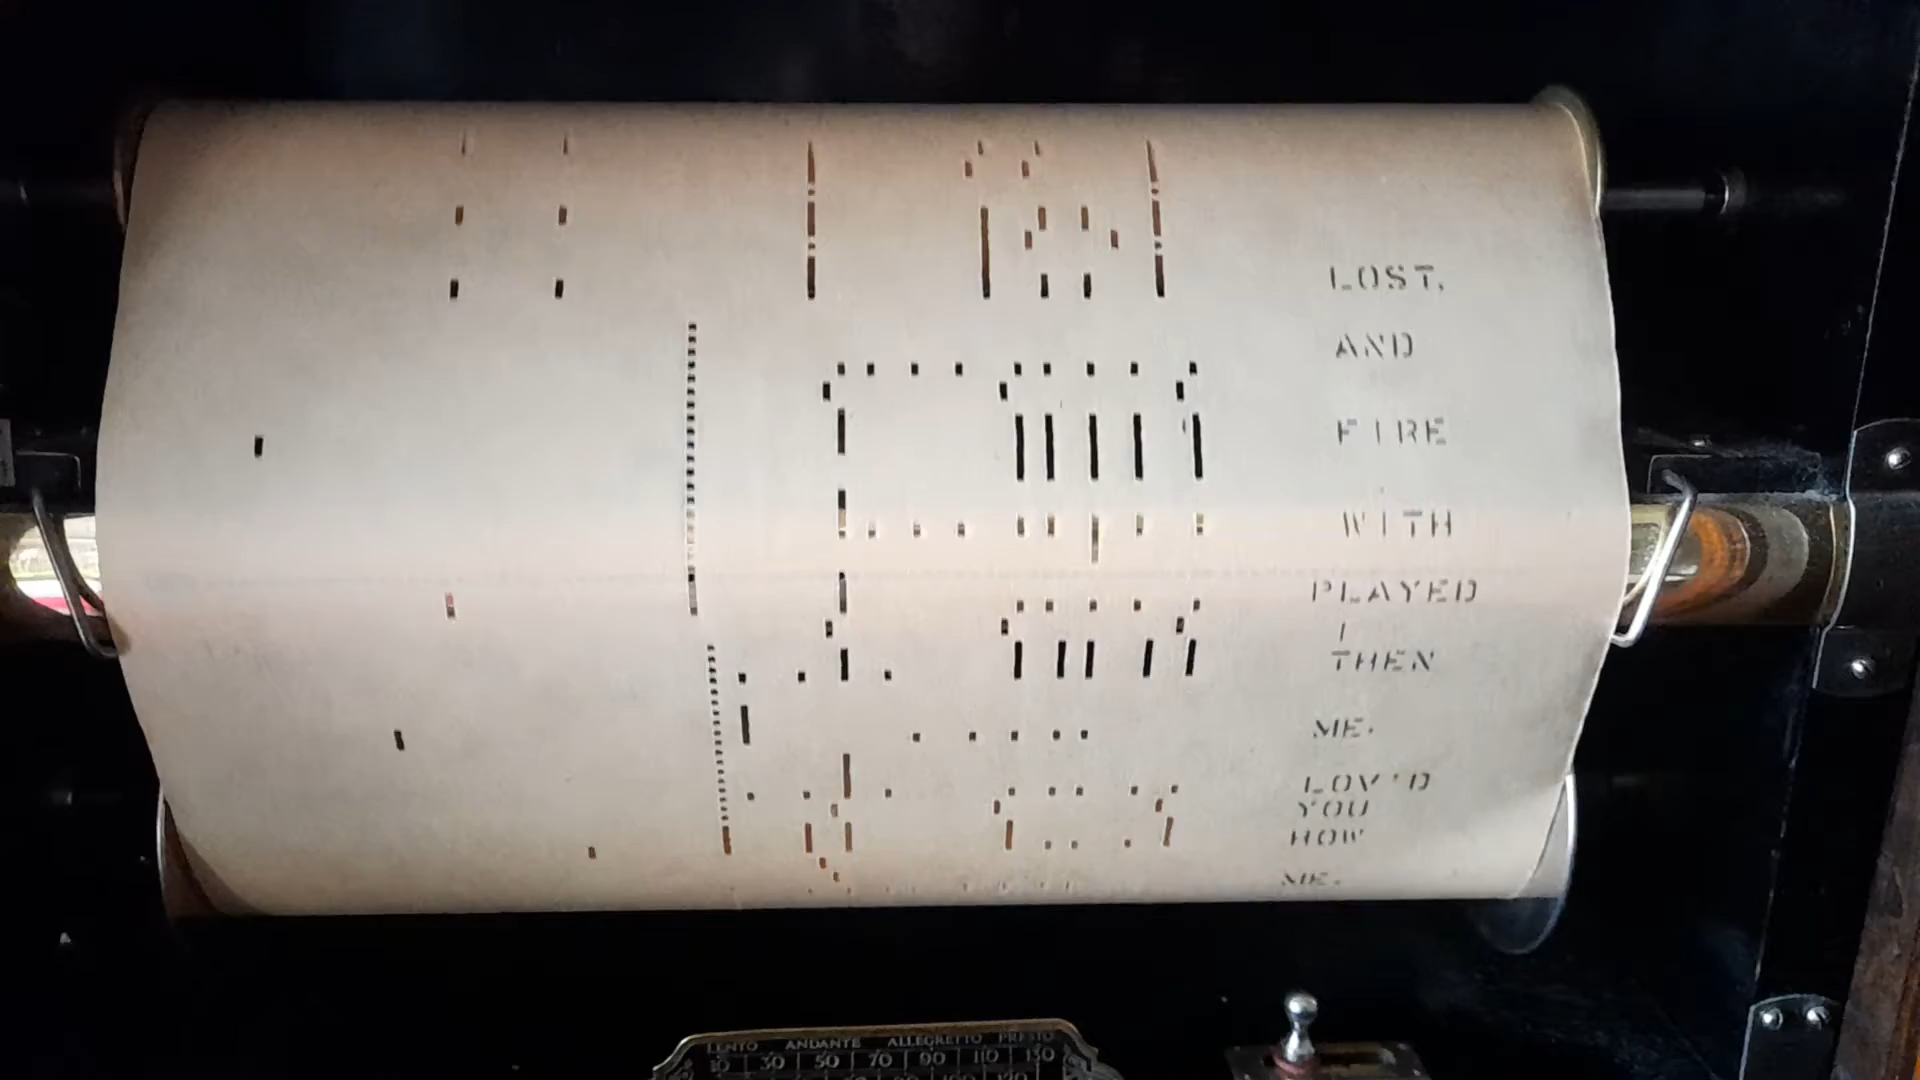 LOST,
AND
FIRE
WITH
PLAYED
I
THEN
ME.
LOV'D
YOU
HOW
ME.
LENTO ANDANTE ALLEGRETTO PRESTO
10 30 50 70 90 110 130